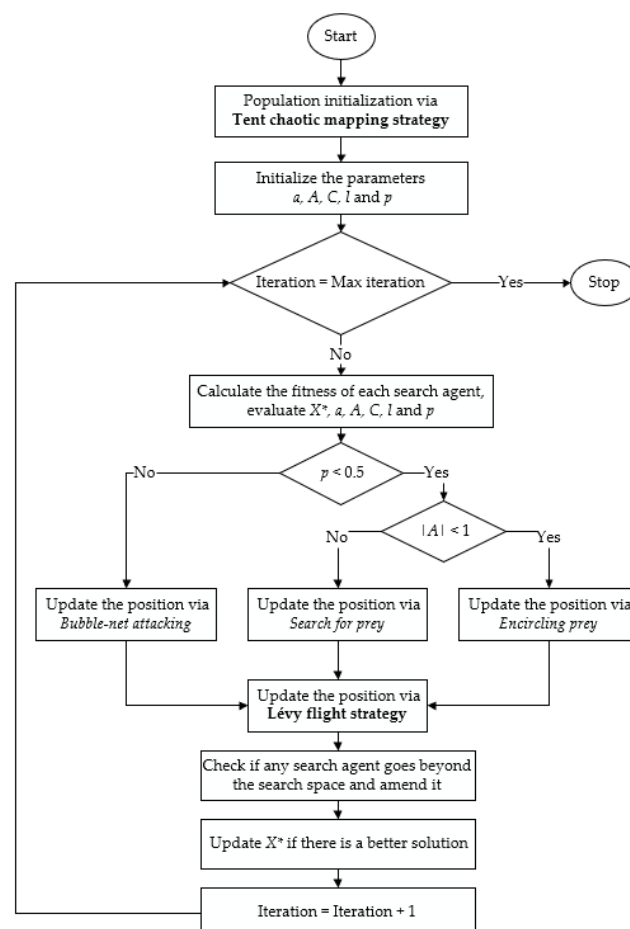 Start
Population initialization via
Tent chaotic mapping strategy
Initialize the parameters
a, A, C, l and p
Iteration = Max iteration
Yes
Stop
No
Calculate the fitness of each search agent,
evaluate X*, a, A, C, l and p
No
p < 0.5
Yes
|A| < 1
No
Yes
Update the position via
Bubble-net attacking
Update the position via
Search for prey
Update the position via
Encircling prey
Update the position via
Lévy flight strategy
Check if any search agent goes beyond
the search space and amend it
Update X* if there is a better solution
Iteration = Iteration + 1